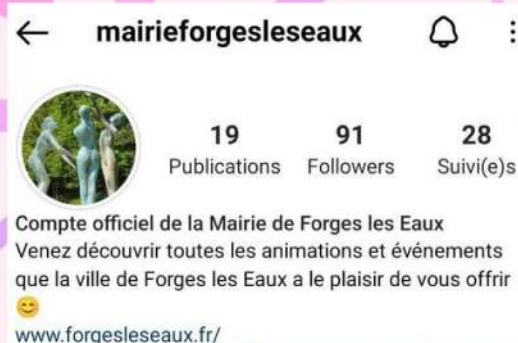 mairieforgesleseaux
19 91 28
Publications Followers Suivi(e)s
Compte officiel de la Mairie de Forges les Eaux
Venez découvrir toutes les animations et événements
que la ville de Forges les Eaux a le plaisir de vous offrir
😊
www.forgesleseaux.fr/